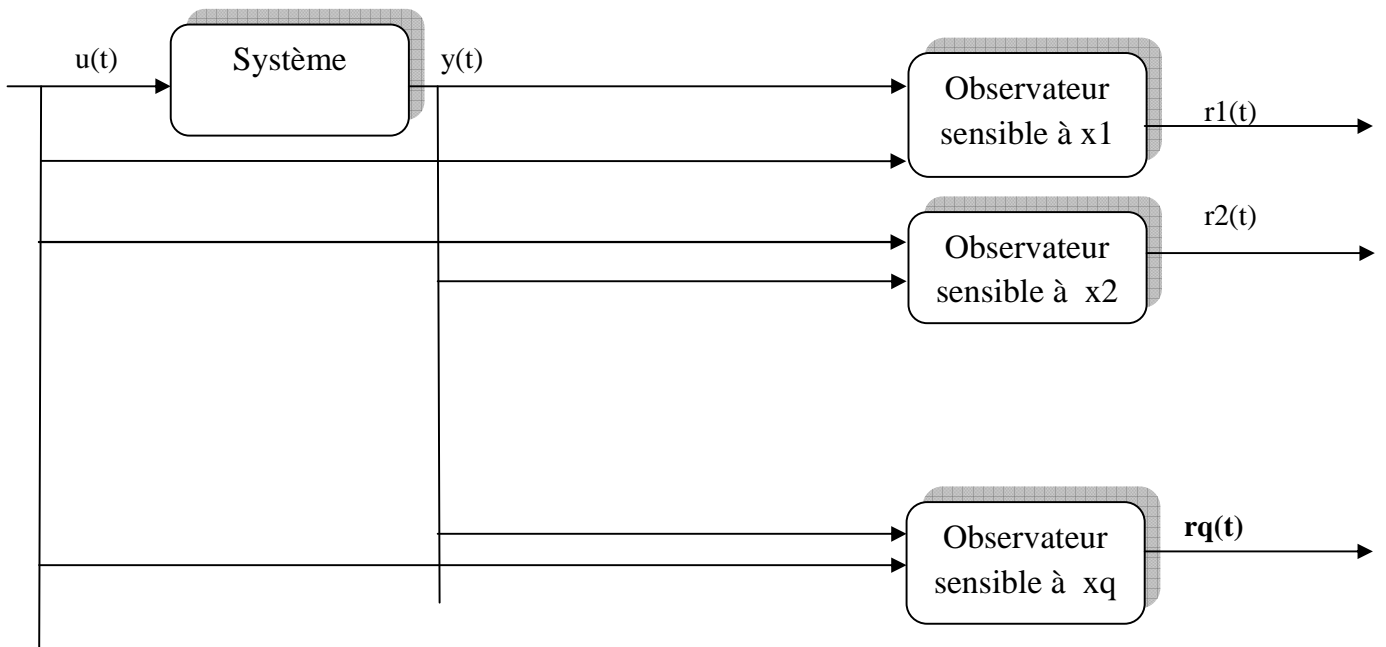 u(t)
Système
y(t)
Observateur
sensible à x1
r1(t)
Observateur
sensible à x2
r2(t)
Observateur
sensible à xq
rq(t)